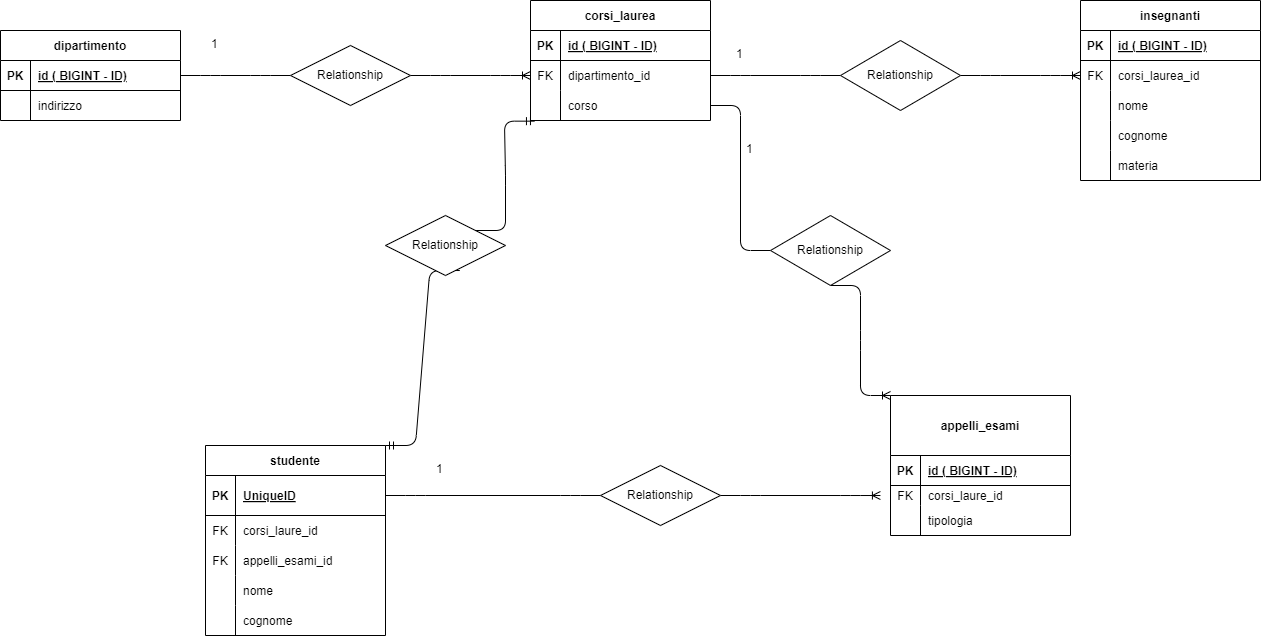 dipartimento
PK id ( BIGINT - ID)
indirizzo
1
Relationship
corsi_laurea
PK id ( BIGINT - ID)
FK dipartimento_id
corso
1
Relationship
insegnanti
PK id ( BIGINT - ID)
FK corsi_laurea_id
nome
cognome
materia
1
Relationship
Relationship
studente
PK UniqueID
FK corsi_laure_id
FK appelli_esami_id
nome
cognome
1
Relationship
appelli_esami
PK id ( BIGINT - ID)
FK corsi_laure_id
tipologia